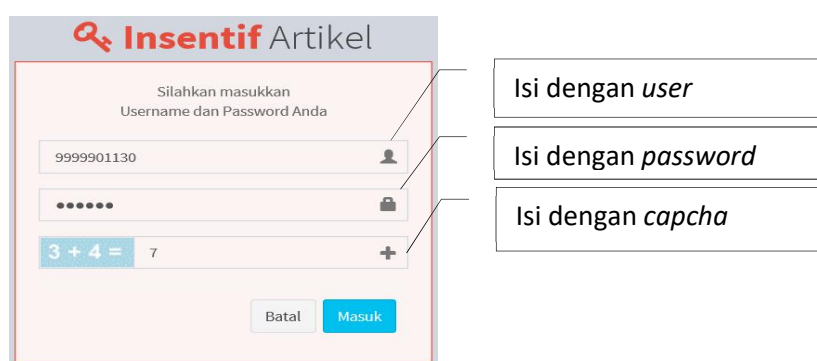 Insentif Artikel
Silahkan masukkan
Username dan Password Anda
9999901130
••••••
3 + 4 = 7
Batal Masuk
Isi dengan user
Isi dengan password
Isi dengan capcha